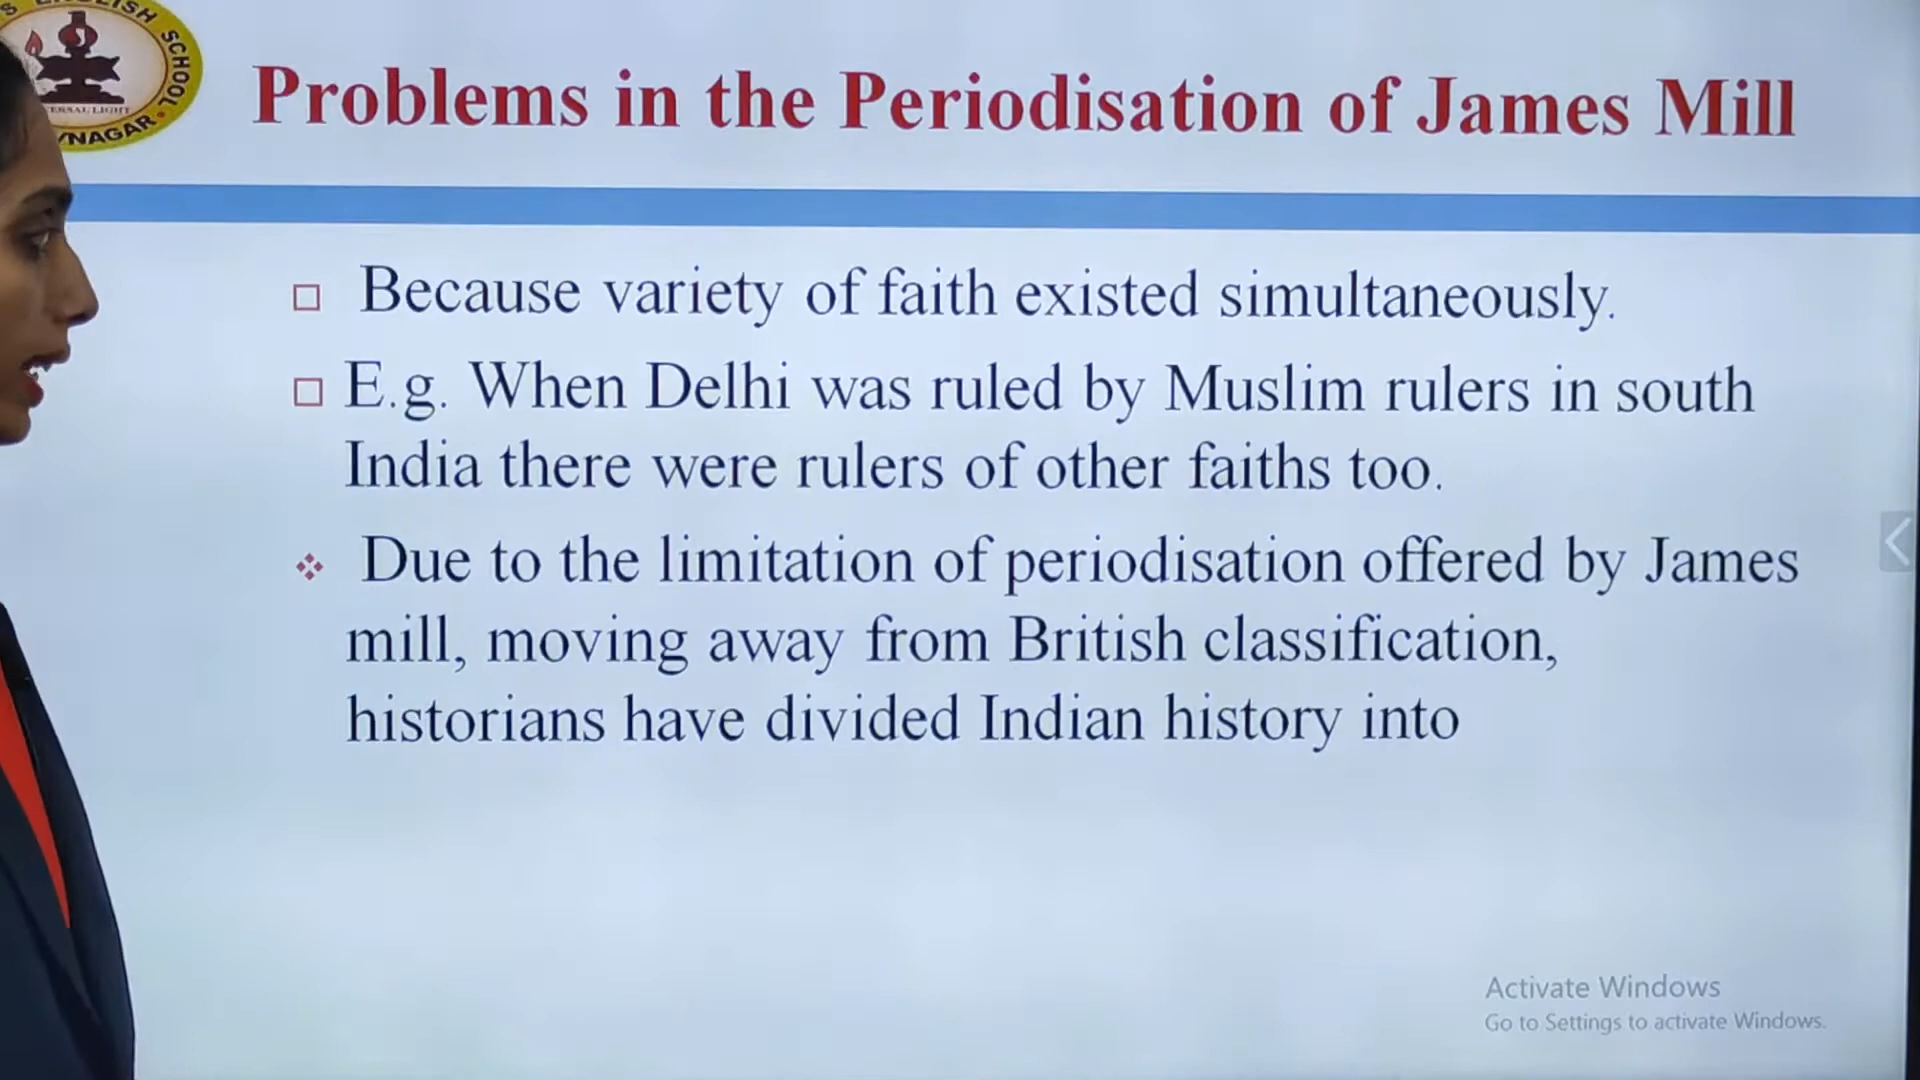 ENGLISH SCHOOL
Problems in the Periodisation of James Mill
Because variety of faith existed simultaneously.
E.g. When Delhi was ruled by Muslim rulers in south
India there were rulers of other faiths too.
Due to the limitation of periodisation offered by James
mill, moving away from British classification,
historians have divided Indian history into
Activate Windows
Go to Settings to activate Windows.